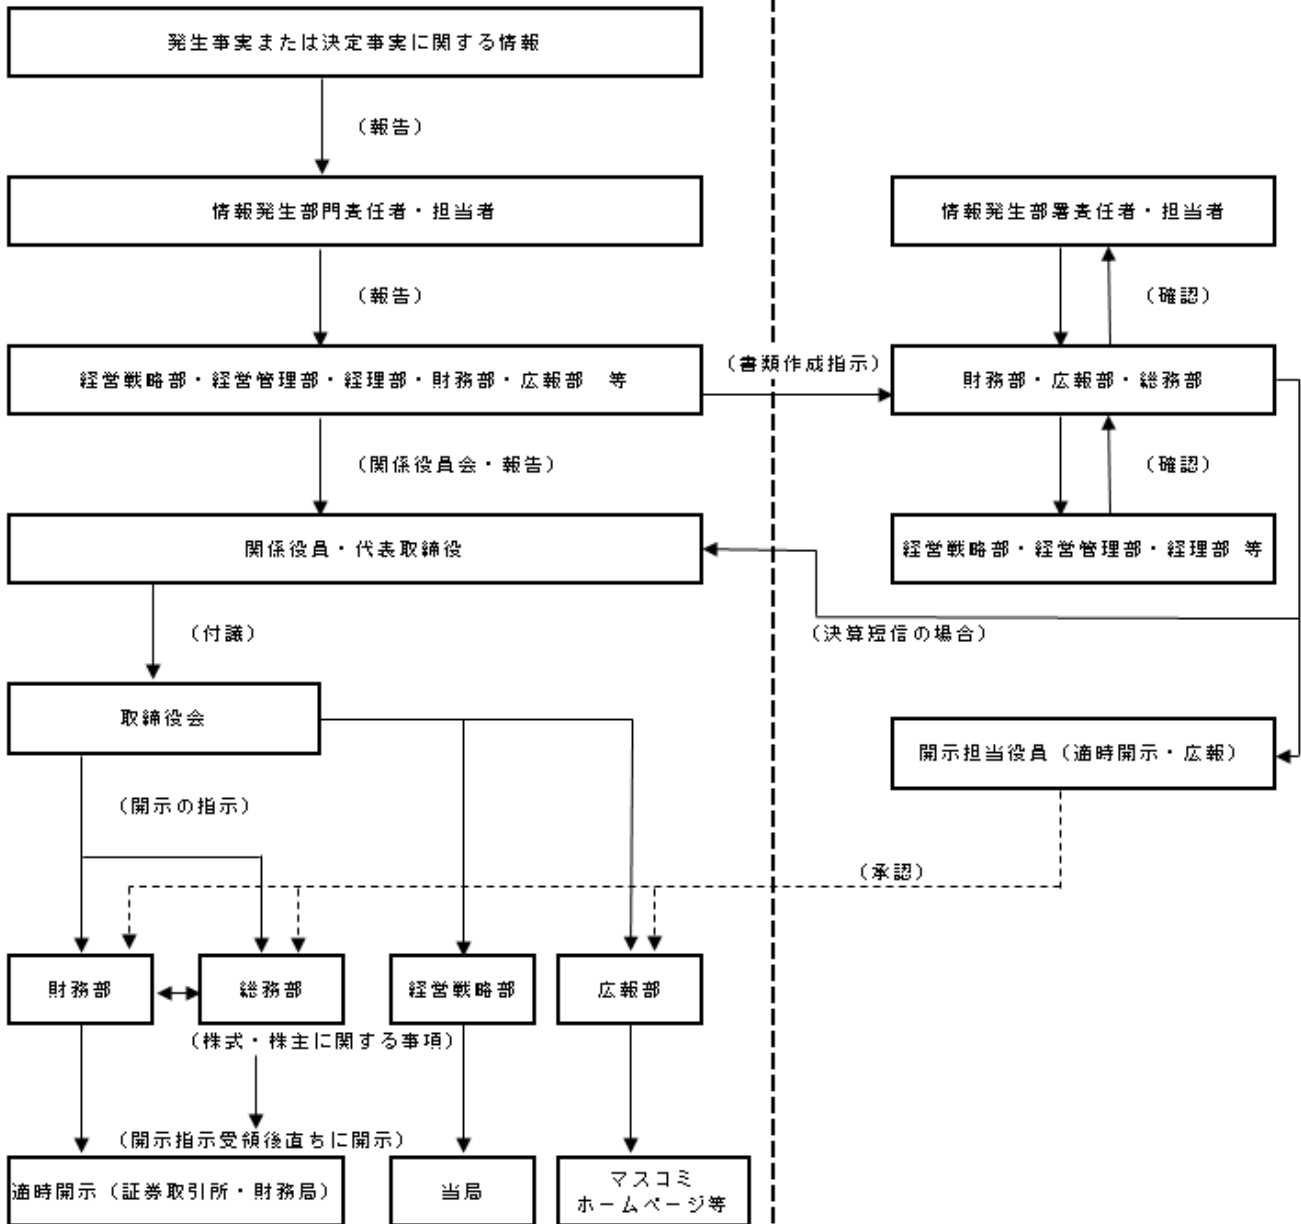 発生事実または決定事実に関する情報
（報告）
情報発生部門責任者・担当者
情報発生部署責任者・担当者
（報告）
（確認）
経営戦略部・経営管理部・経理部・財務部・広報部　等
（書類作成指示）
財務部・広報部・総務部
（関係役員会・報告）
（確認）
関係役員・代表取締役
経営戦略部・経営管理部・経理部 等
（付議）
（決算短信の場合）
取締役会
開示担当役員（適時開示・広報）
（開示の指示）
（承認）
財務部
総務部
経営戦略部
広報部
（株式・株主に関する事項）
（開示指示受領後直ちに開示）
適時開示（証券取引所・財務局）
当局
マスコミ
ホームページ等